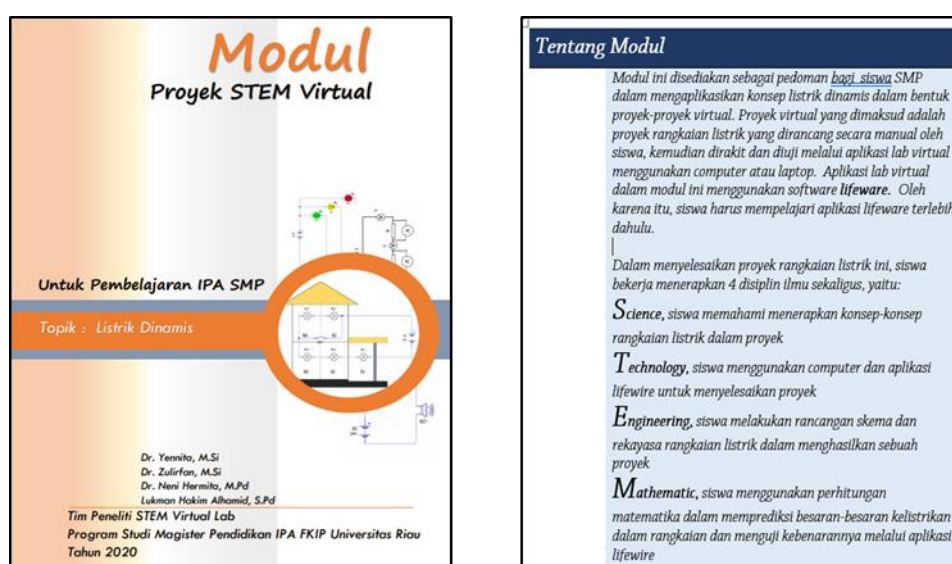 Modul
Proyek STEM Virtual
Untuk Pembelajaran IPA SMP
Topik : Listrik Dinamis
Dr. Yennita, M.Si
Dr. Zulirfan, M.Si
Dr. Neni Hermita, M.Pd
Lukman Hakim Alhamid, S.Pd
Tim Peneliti STEM Virtual Lab
Program Studi Magister Pendidikan IPA FKIP Universitas Riau
Tahun 2020
Tentang Modul
Modul ini disediakan sebagai pedoman bagi siswa SMP
dalam mengaplikasikan konsep listrik dinamis dalam bentuk
proyek-proyek virtual. Proyek virtual yang dimaksud adalah
proyek rangkaian listrik yang dirancang secara manual oleh
siswa, kemudian dirakit dan diuji melalui aplikasi lab virtual
menggunakan computer atau laptop. Aplikasi lab virtual
dalam modul ini menggunakan software lifeware. Oleh
karena itu, siswa harus mempelajari aplikasi lifeware terlebih
dahulu.
Dalam menyelesaikan proyek rangkaian listrik ini, siswa
bekerja menerapkan 4 disiplin ilmu sekaligus, yaitu:
Science, siswa memahami menerapkan konsep-konsep
rangkaian listrik dalam proyek
Technology, siswa menggunakan computer dan aplikasi
lifewire untuk menyelesaikan proyek
Engineering, siswa melakukan rancangan skema dan
rekayasa rangkaian listrik dalam menghasilkan sebuah
proyek
Mathematic, siswa menggunakan perhitungan
matematika dalam memprediksi besaran-besaran kelistrikan
dalam rangkaian dan menguji kebenarannya melalui aplikasi
lifewire